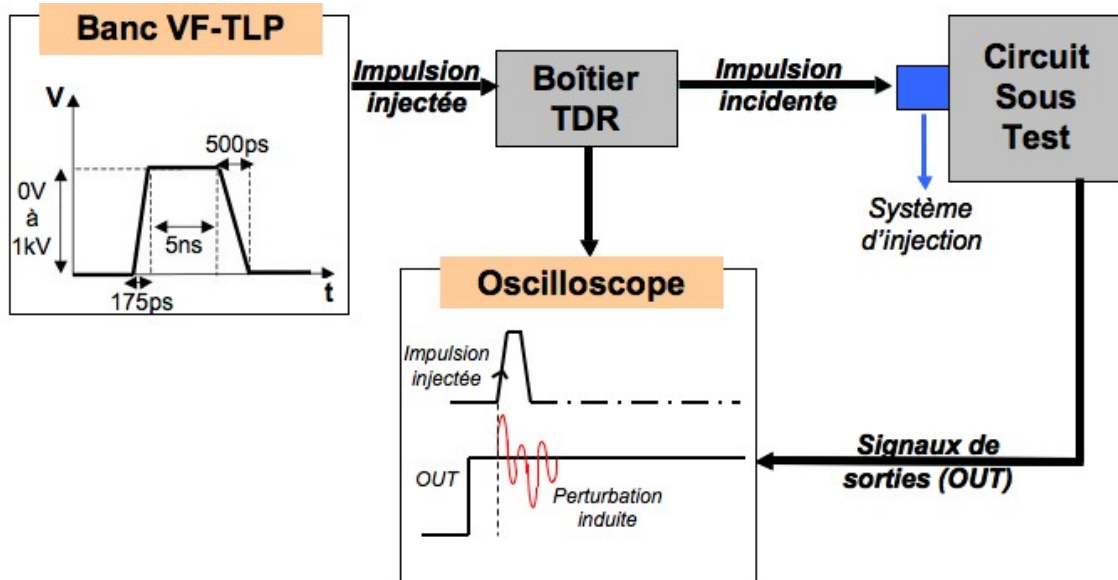 Banc VF-TLP
V
500ps
0V
à
1kV
5ns
t
175ps
Impulsion
injectée
Boîtier
TDR
Impulsion
incidente
Circuit
Sous
Test
Système
d'injection
Oscilloscope
Impulsion
injectée
OUT
Perturbation
induite
Signaux de
sorties (OUT)